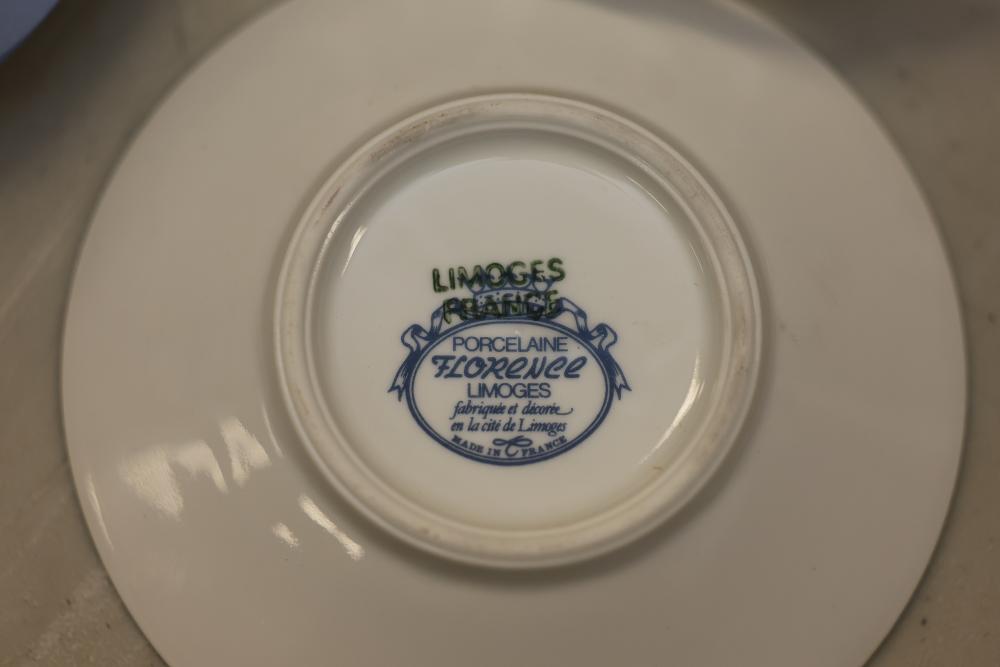 LIMOGES
FRANCE
PORCELAINE
FLORENCE
LIMOGES
fabriquée et décorée
en la cité de Limoges
MADE IN FRANCE